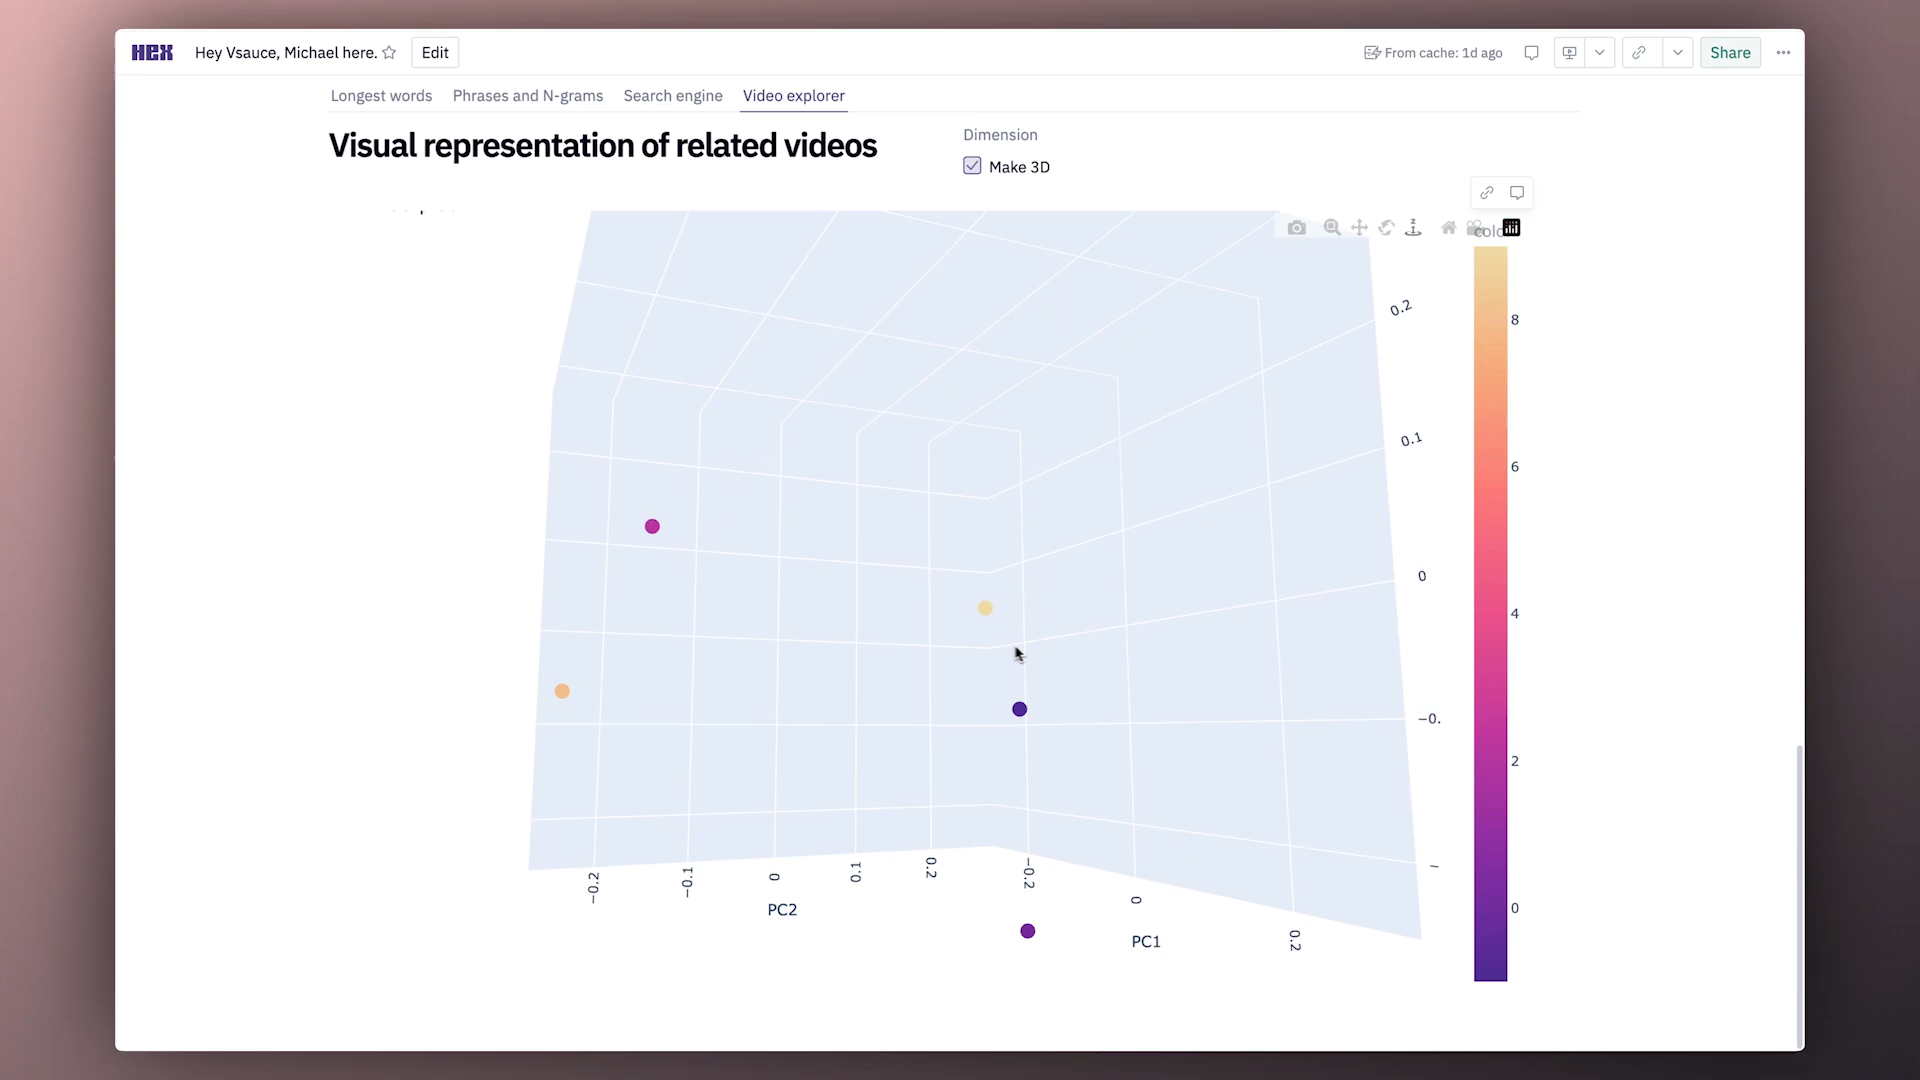 HEX Hey Vsauce, Michael here. Edit From cache: 1d ago Share
Longest words Phrases and N-grams Search engine Video explorer
Visual representation of related videos
Dimension
Make 3D
colo
0.2
0.1
0
−0.
8
6
4
2
0
−0.2 −0.1 0 0.1 0.2
PC2
−0.2 0 0.2
PC1